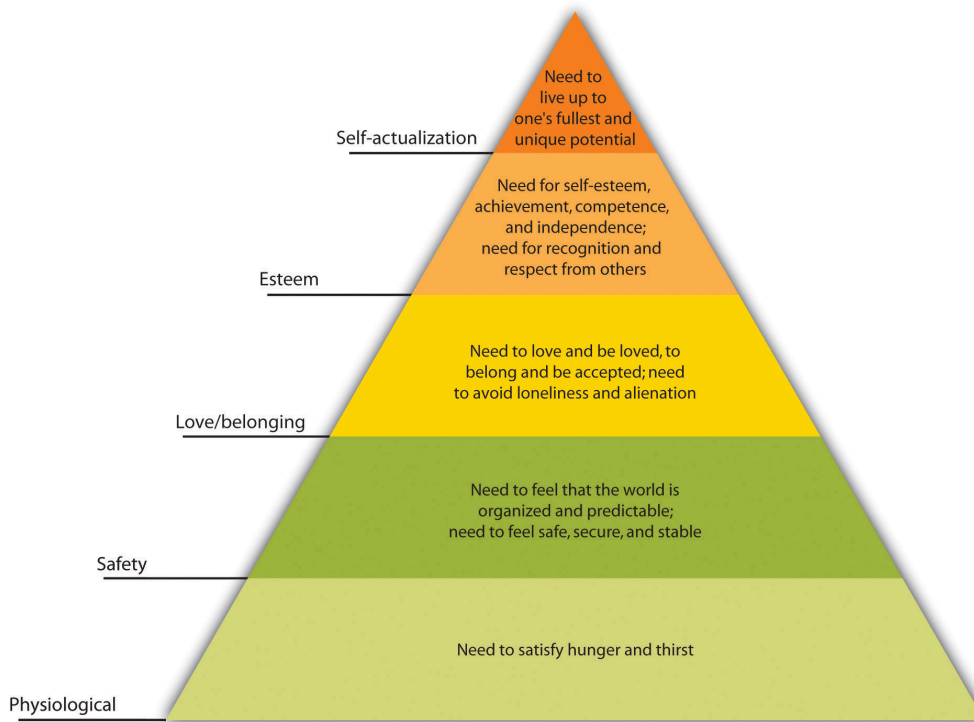 Need to
live up to
one's fullest and
unique potential
Self-actualization
Need for self-esteem,
achievement, competence,
and independence;
need for recognition and
respect from others
Esteem
Need to love and be loved, to
belong and be accepted; need
to avoid loneliness and alienation
Love/belonging
Need to feel that the world is
organized and predictable;
need to feel safe, secure, and stable
Safety
Need to satisfy hunger and thirst
Physiological